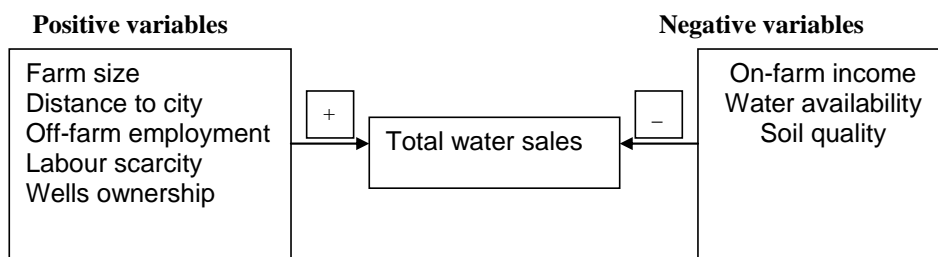 Positive variables
Negative variables
Farm size
Distance to city
Off-farm employment
Labour scarcity
Wells ownership
+
Total water sales
–
On-farm income
Water availability
Soil quality